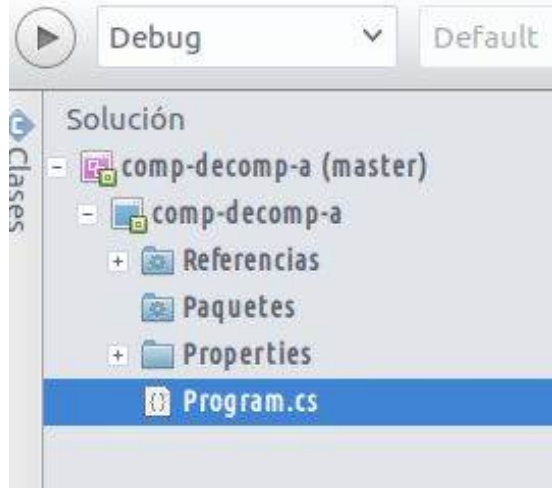 Debug Default
Solución
Clases
comp-decomp-a (master)
comp-decomp-a
Referencias
Paquetes
Properties
Program.cs